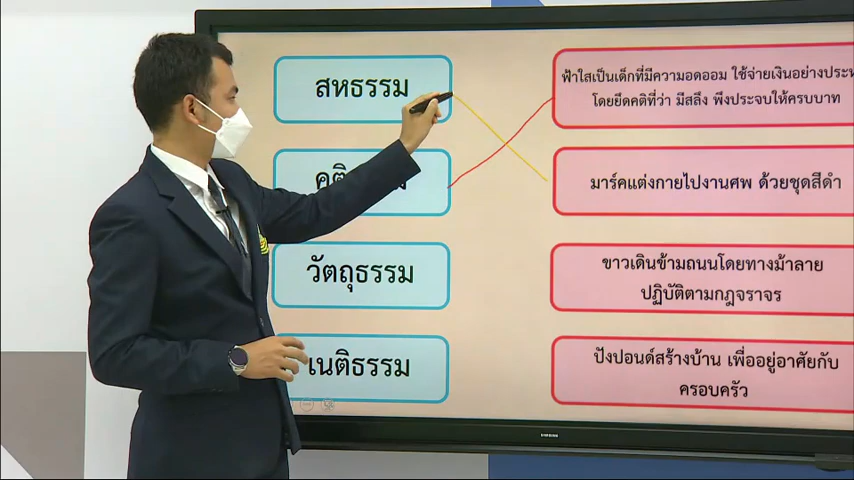 สหธรรม
วัตถุธรรม
เนติธรรม
ฟ้าใสเป็นเด็กที่มีความอดออม ใช้จ่ายเงินอย่าง
โดยยึดคติที่ว่า มีสลึง พึงประจบให้ครบบาท
มาร์คแต่งกายไปงานศพ ด้วยชุดสีดำ
ขาวเดินข้ามถนนโดยทางม้าลาย
ปฏิบัติตามกฎจราจร
ปังปอนด์สร้างบ้าน เพื่ออยู่อาศัยกับ
ครอบครัว
SAMSUNG